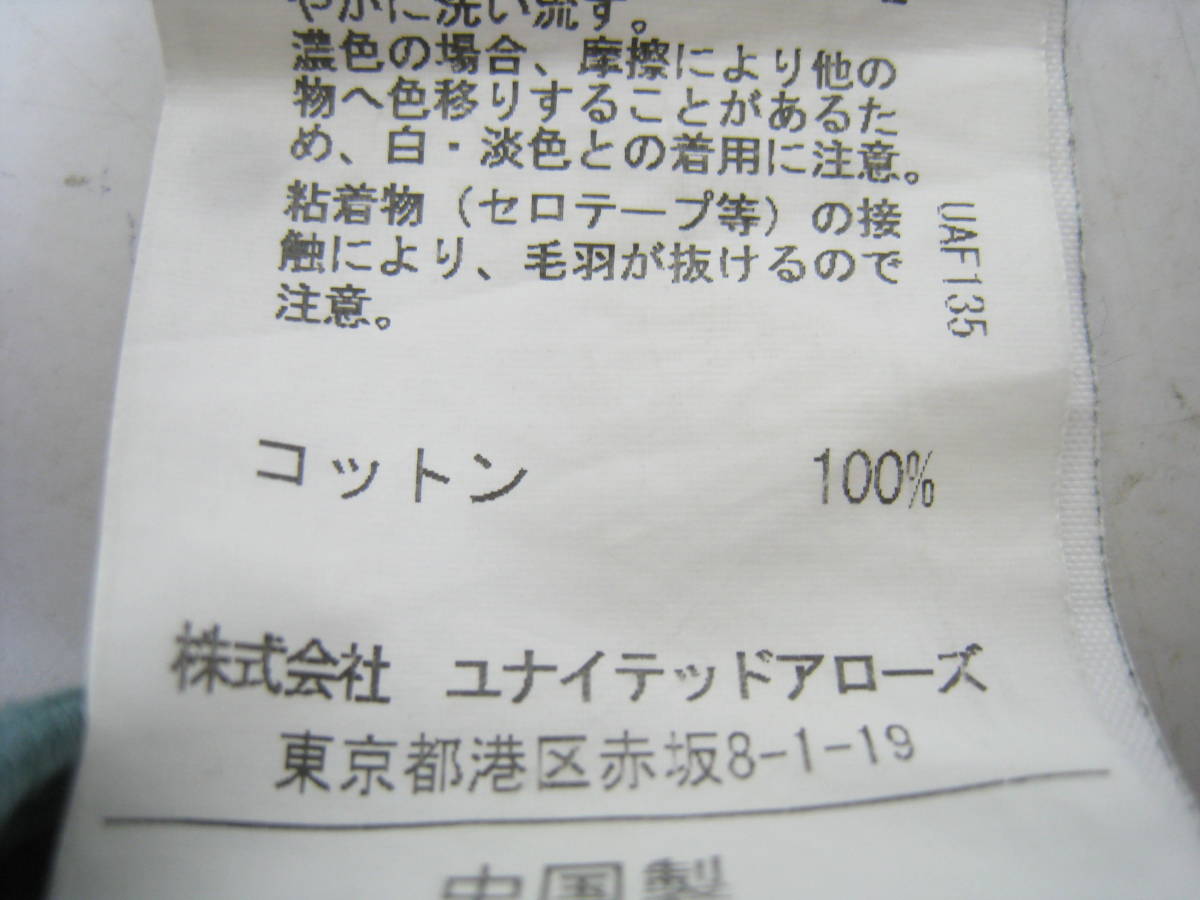 やかに洗い流す。
濃色の場合、摩擦により他の
物へ色移りすることがあるた
め、白・淡色との着用に注意。
粘着物（セロテープ等）の接
触により、毛羽が抜けるので
注意。
UAF135
コットン 100%
株式会社 ユナイテッドアローズ
東京都港区赤坂8-1-19
中国製